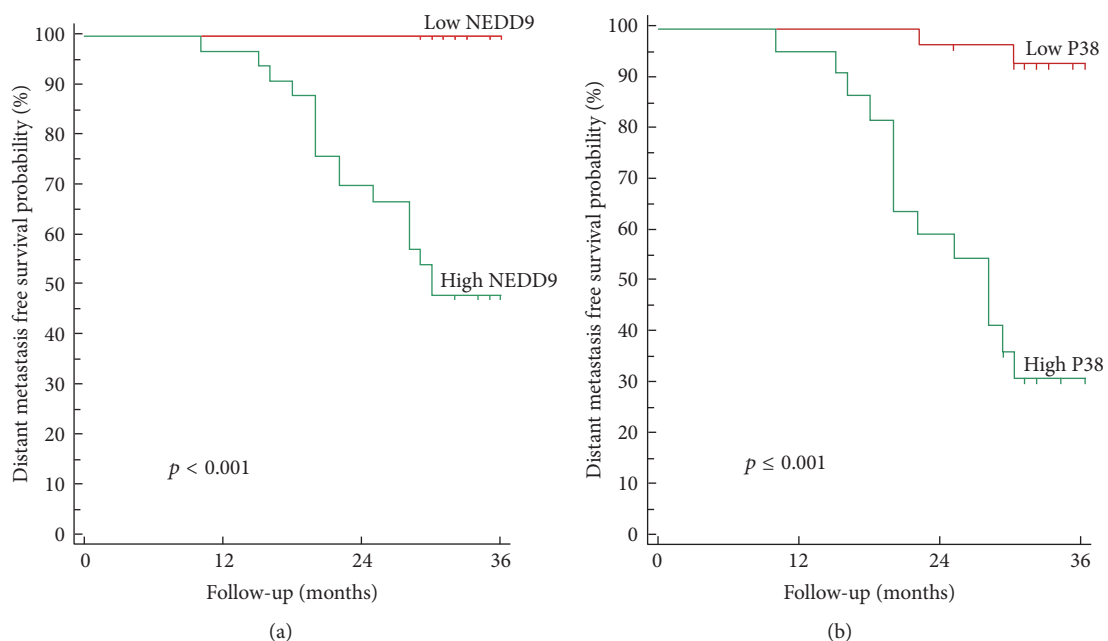 Distant metastasis free survival probability (%)
100
90
80
70
60
50
40
30
20
10
0
Low NEDD9
High NEDD9
p < 0.001
0 12 24 36
Follow-up (months)
(a)
Distant metastasis free survival probability (%)
100
90
80
70
60
50
40
30
20
10
0
Low P38
High P38
p ≤ 0.001
0 12 24 36
Follow-up (months)
(b)